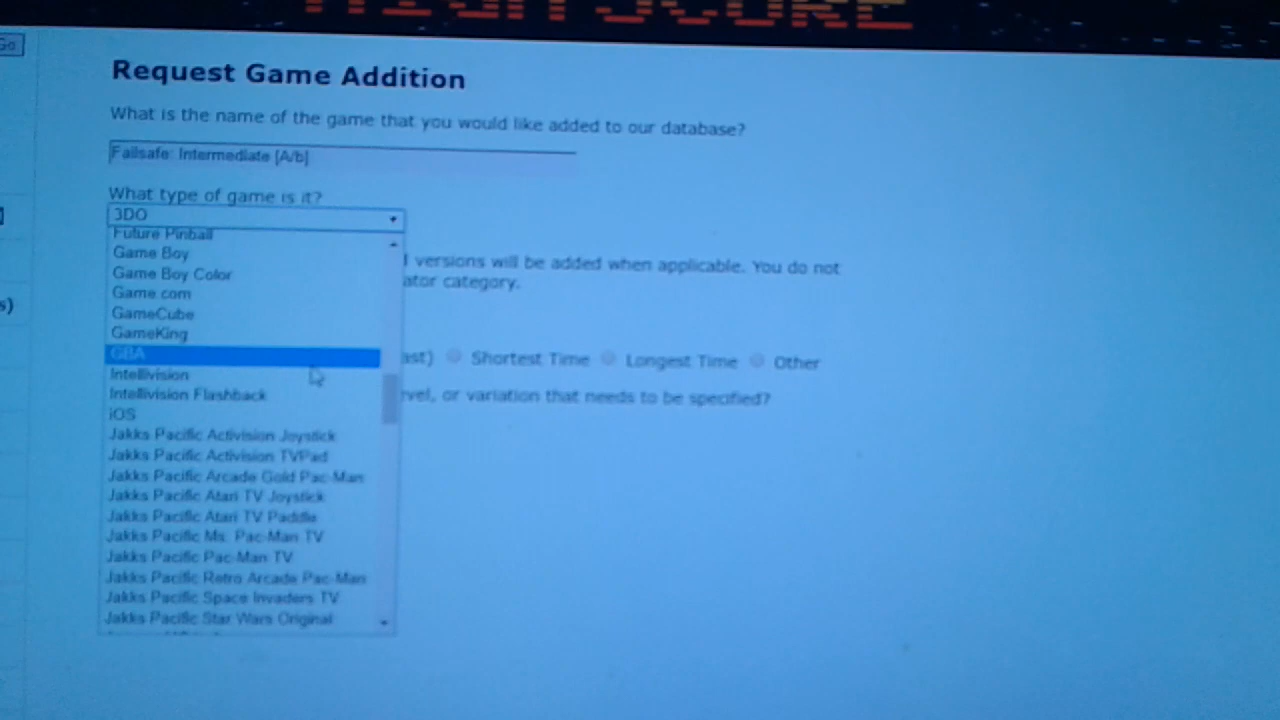 HIGH SCORE
Go
Request Game Addition
What is the name of the game that you would like added to our database?
Failsafe: Intermediate [A/b]
What type of game is it?
3DO
Future Pinball
Game Boy
l versions will be added when applicable. You do not
Game Boy Color
ator category.
Game.com
GameCube
GameKing
GBA
ast) Shortest Time Longest Time Other
Intellivision
Intellivision Flashback
vel, or variation that needs to be specified?
iOS
Jakks Pacific Activision Joystick
Jakks Pacific Activision TVPad
Jakks Pacific Arcade Gold Pac-Man
Jakks Pacific Atari TV Joystick
Jakks Pacific Atari TV Paddle
Jakks Pacific Ms. Pac-Man TV
Jakks Pacific Pac-Man TV
Jakks Pacific Retro Arcade Pac-Man
Jakks Pacific Space Invaders TV
Jakks Pacific Star Wars Original
s)